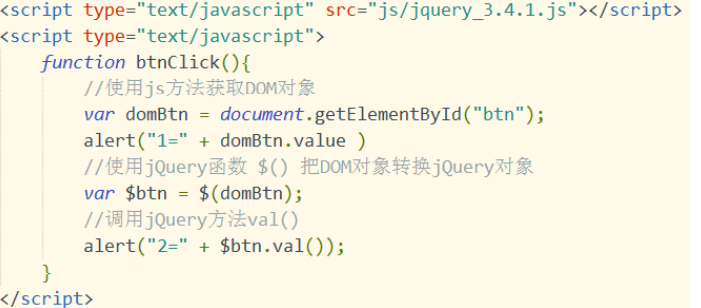 <script type="text/javascript" src="js/jquery_3.4.1.js"></script>
<script type="text/javascript">
function btnClick(){
//使用js方法获取DOM对象
var domBtn = document.getElementById("btn");
alert("1=" + domBtn.value )
//使用jQuery函数 $() 把DOM对象转换jQuery对象
var $btn = $(domBtn);
//调用jQuery方法val()
alert("2=" + $btn.val());
}
</script>